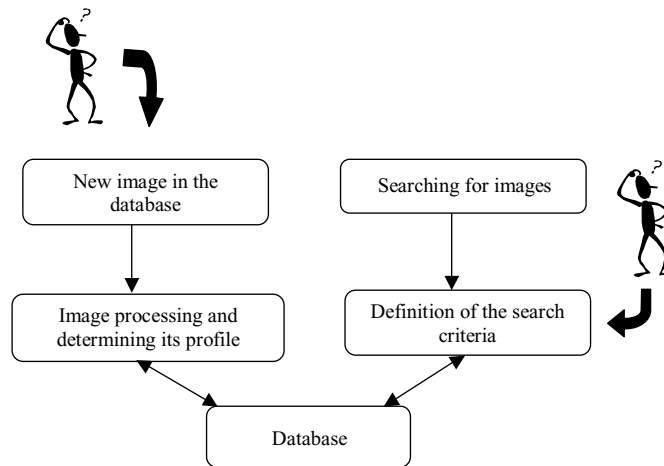 ?
New image in the
database
Searching for images
?
Image processing and
determining its profile
Definition of the search
criteria
Database